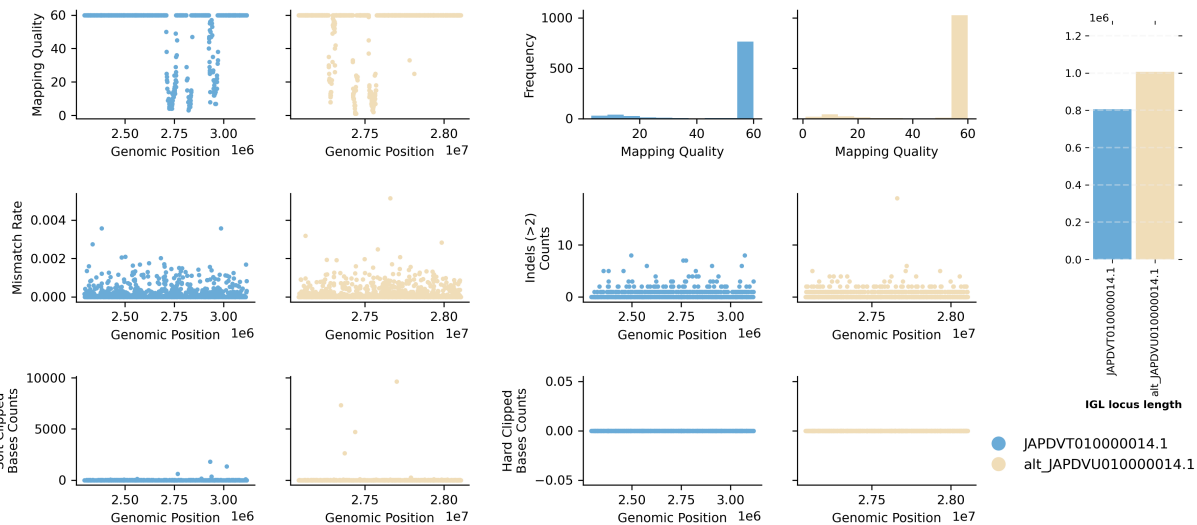 60
40
20
0
Mapping Quality
2.50 2.75 3.00
Genomic Position 1e6
2.75 2.80
Genomic Position 1e7
1000
500
0
Frequency
20 40 60
Mapping Quality
0 20 40 60
Mapping Quality
1e6
1.2
1.0
0.8
0.6
0.4
0.2
0.0
JAPDVT010000014.1
alt_JAPDVU010000014.1
IGL locus length
0.004
0.002
0.000
Mismatch Rate
2.50 2.75 3.00
Genomic Position 1e6
2.75 2.80
Genomic Position 1e7
10
0
Indels (>2)
Counts
2.50 2.75 3.00
Genomic Position 1e6
2.75 2.80
Genomic Position 1e7
10000
5000
0
Bases Counts
2.50 2.75 3.00
Genomic Position 1e6
2.75 2.80
Genomic Position 1e7
0.05
0.00
−0.05
Hard Clipped
Bases Counts
2.50 2.75 3.00
Genomic Position 1e6
2.75 2.80
Genomic Position 1e7
JAPDVT010000014.1
alt_JAPDVU010000014.1